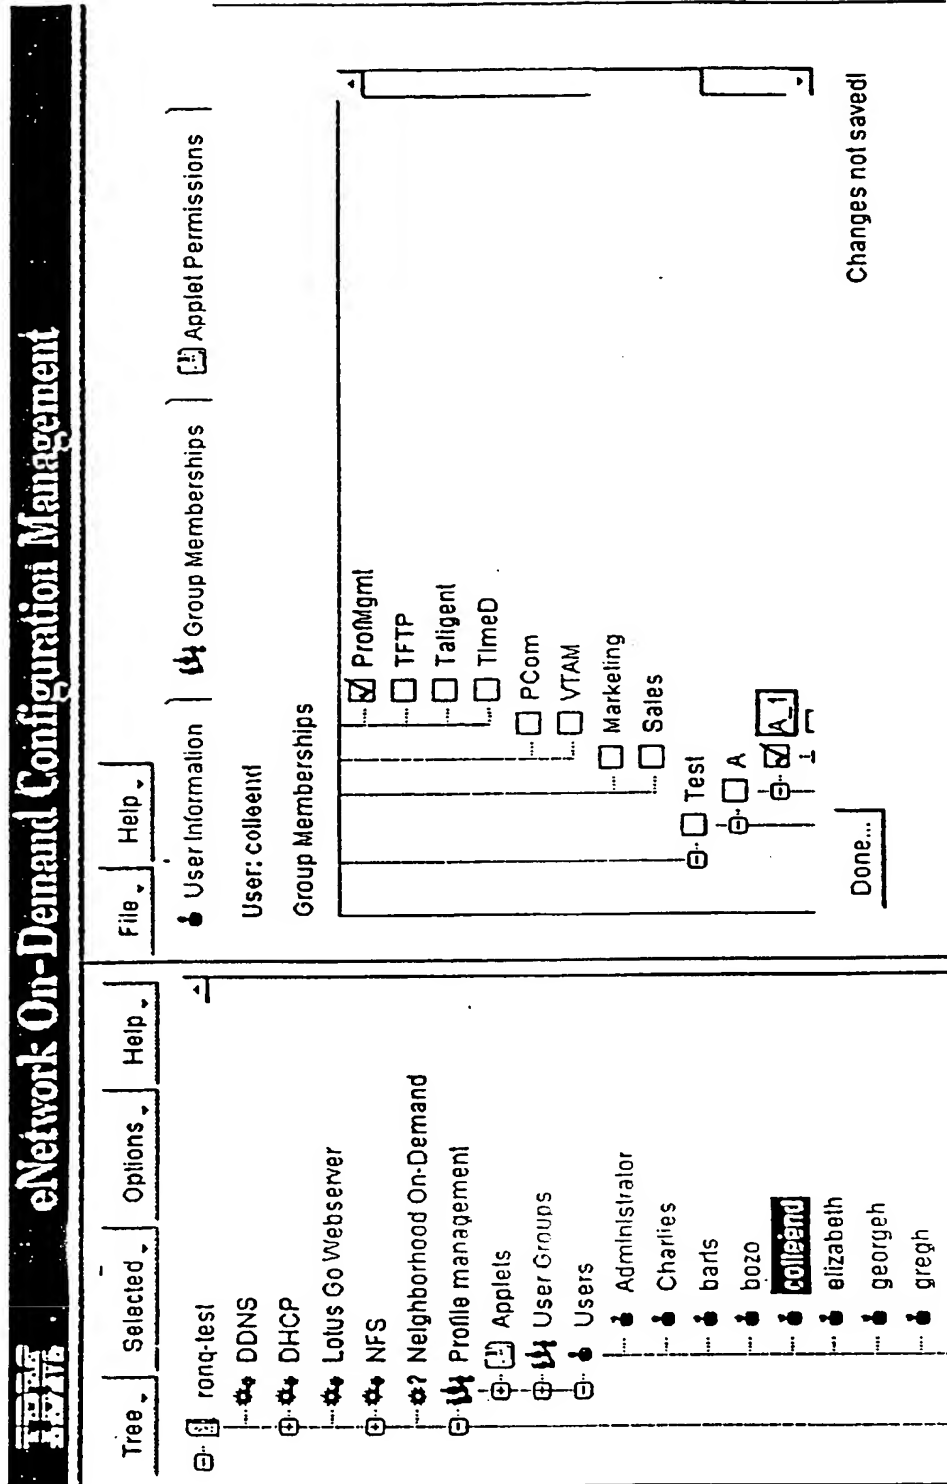 IBM eNetwork On-Demand Configuration Management
Tree Selected Options Help
ronq-test
DDNS
DHCP
Lotus Go Webserver
NFS
Neighborhood On-Demand
Profile management
Applets
User Groups
Users
Administrator
Charlies
barts
bozo
colleend
elizabeth
georgeh
gregh
File Help
User Information Group Memberships Applet Permissions
User: colleend
Group Memberships
ProfMgmt
TFTP
Taligent
TimeD
PCom
VTAM
Marketing
Sales
Test
A
A_1
Done...
Changes not saved!